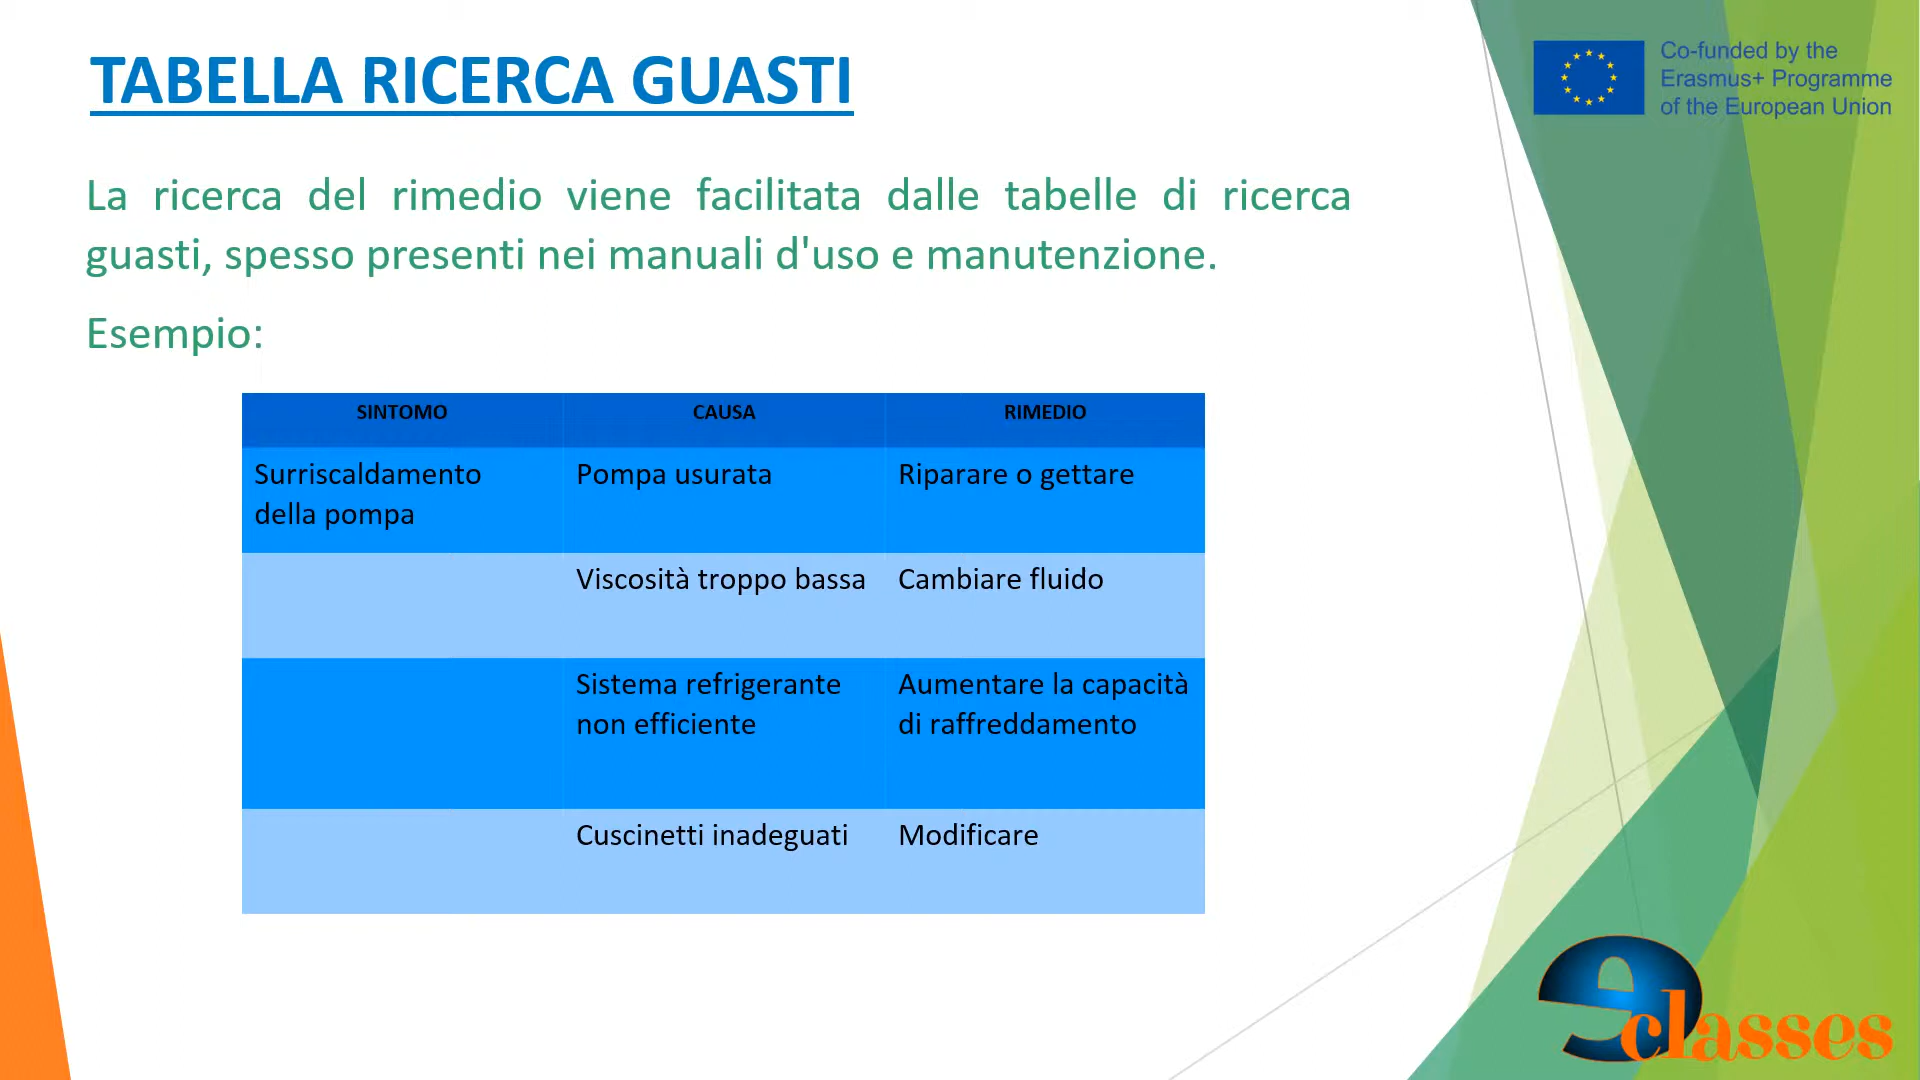 TABELLA RICERCA GUASTI
Co-funded by the
Erasmus+ Programme
of the European Union
La ricerca del rimedio viene facilitata dalle tabelle di ricerca
guasti, spesso presenti nei manuali d'uso e manutenzione.
Esempio:
SINTOMO CAUSA RIMEDIO
Surriscaldamento Pompa usurata Riparare o gettare
della pompa
Viscosità troppo bassa Cambiare fluido
Sistema refrigerante Aumentare la capacità
non efficiente di raffreddamento
Cuscinetti inadeguati Modificare
e classes